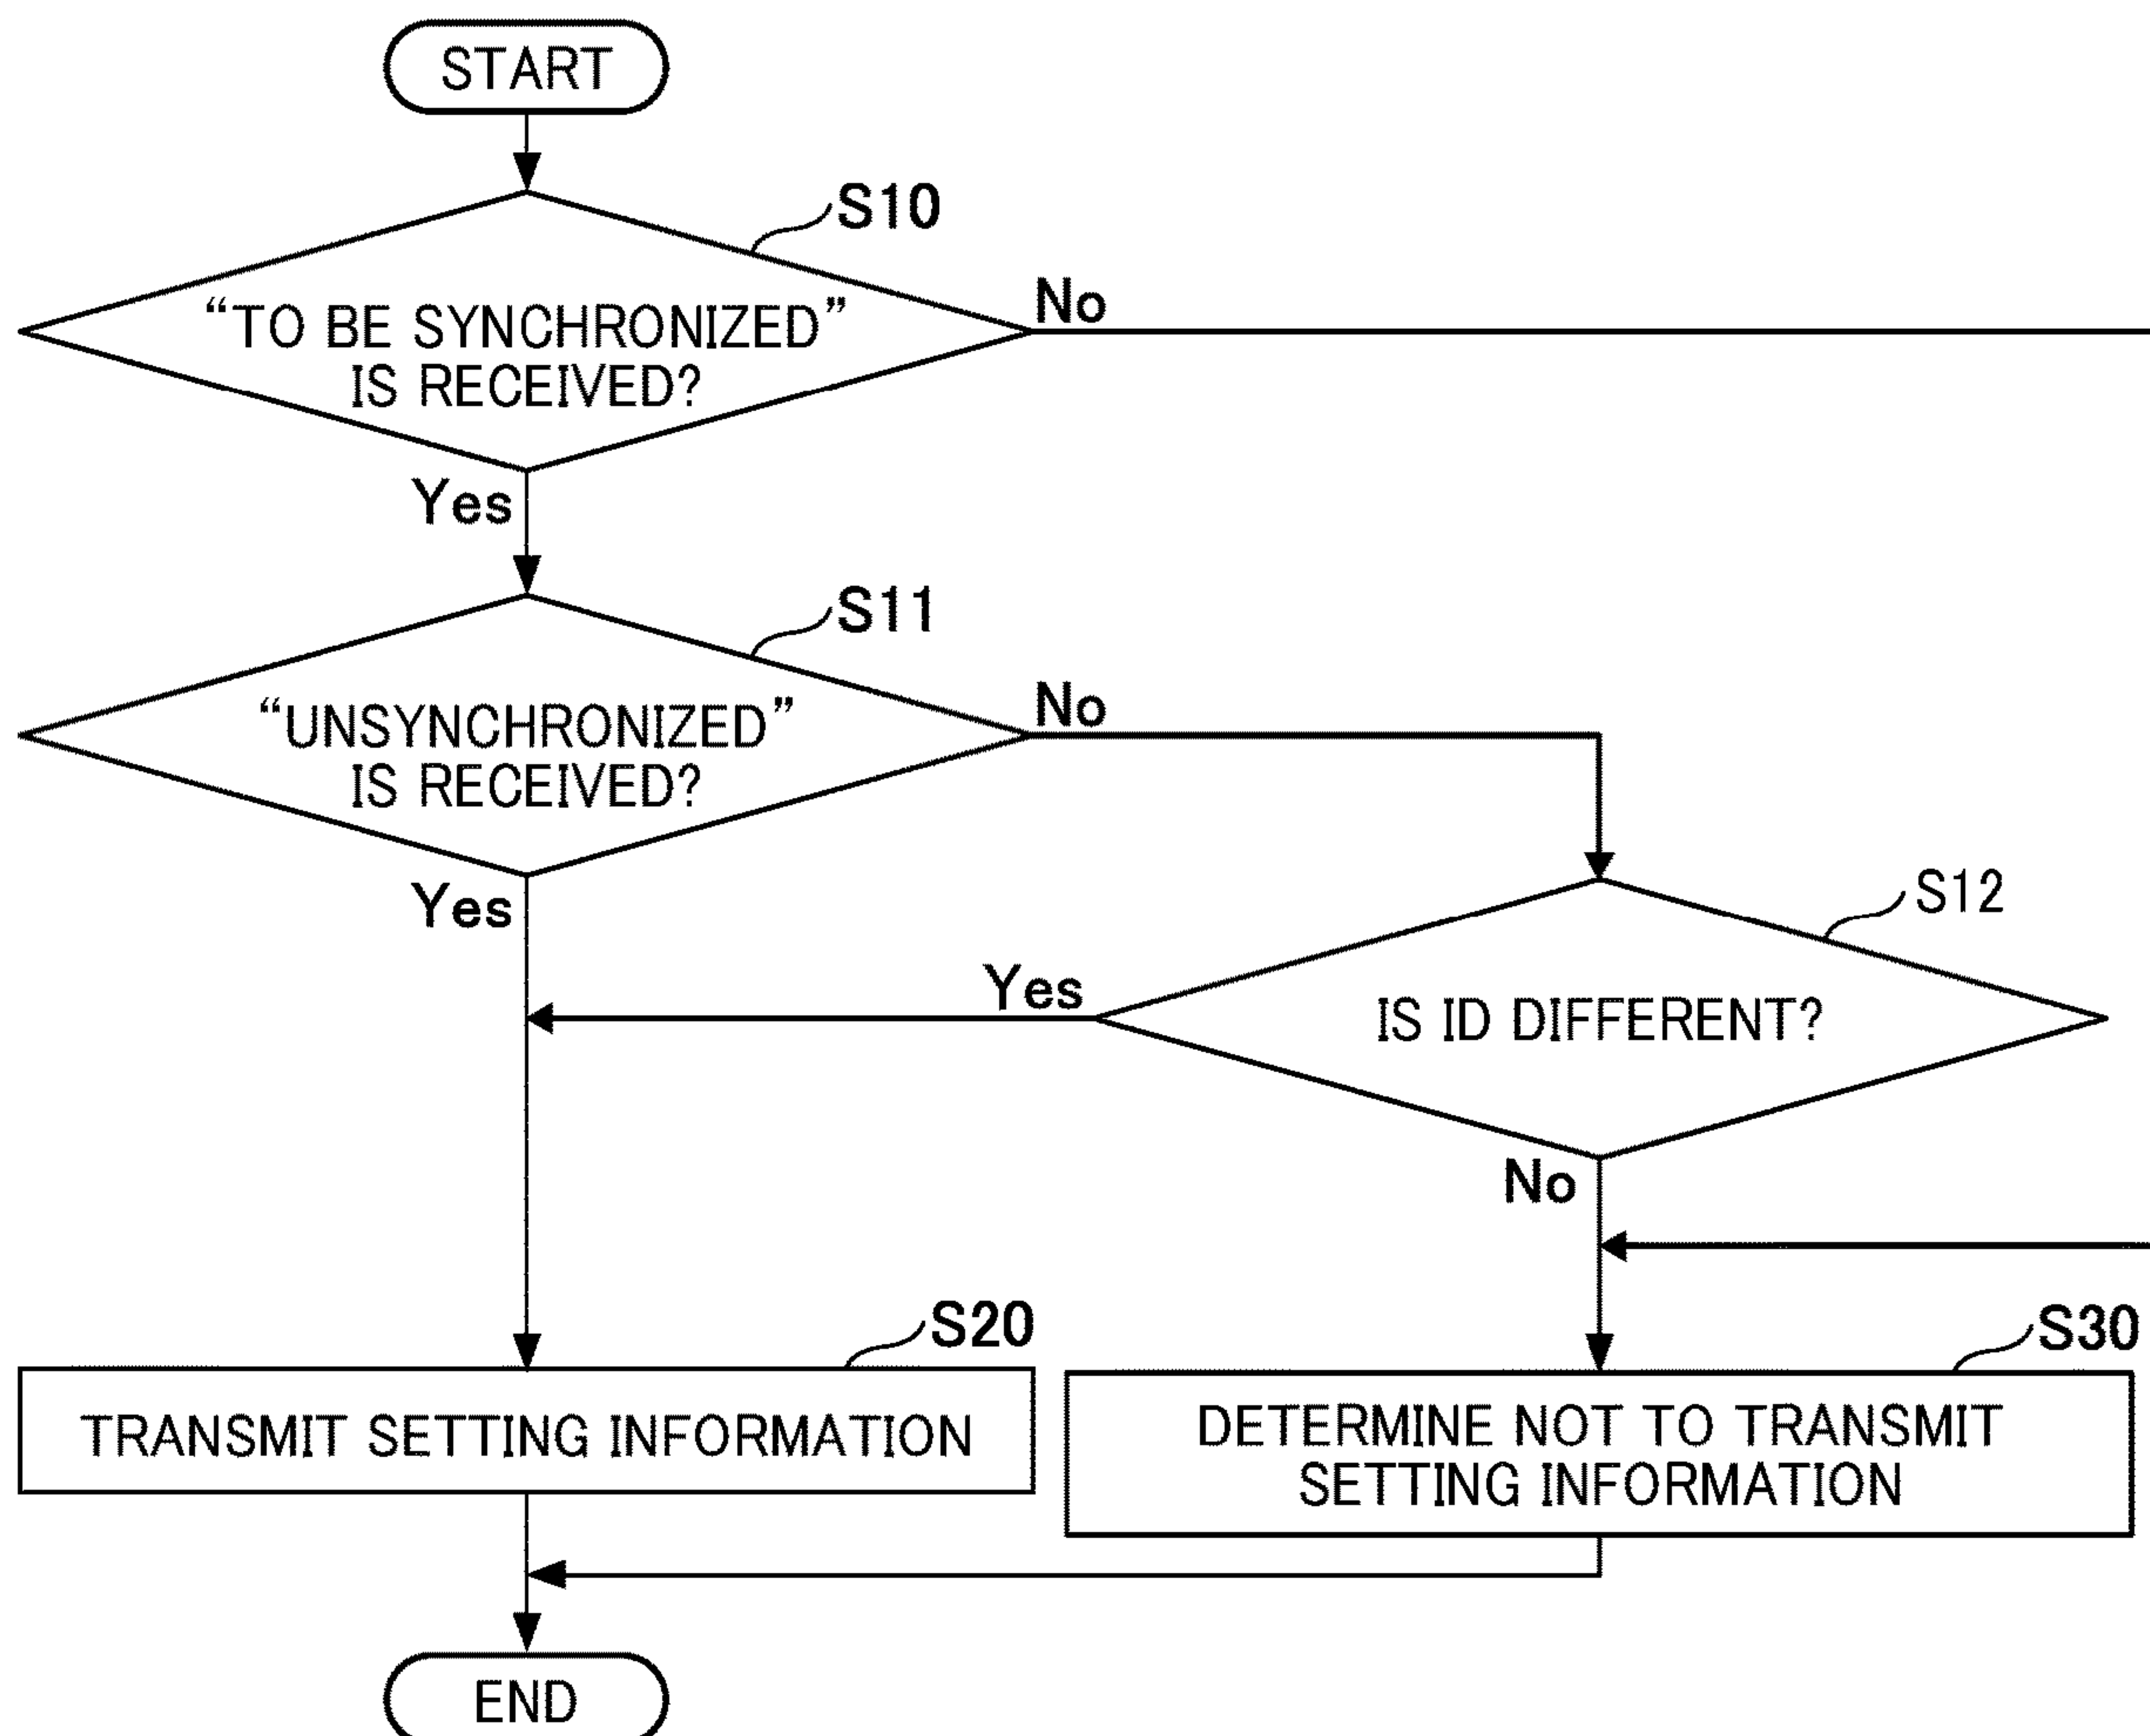 START
S10
“TO BE SYNCHRONIZED”
IS RECEIVED?
No
Yes
S11
“UNSYNCHRONIZED”
IS RECEIVED?
No
Yes
S12
IS ID DIFFERENT?
Yes
No
S20
TRANSMIT SETTING INFORMATION
S30
DETERMINE NOT TO TRANSMIT
SETTING INFORMATION
END